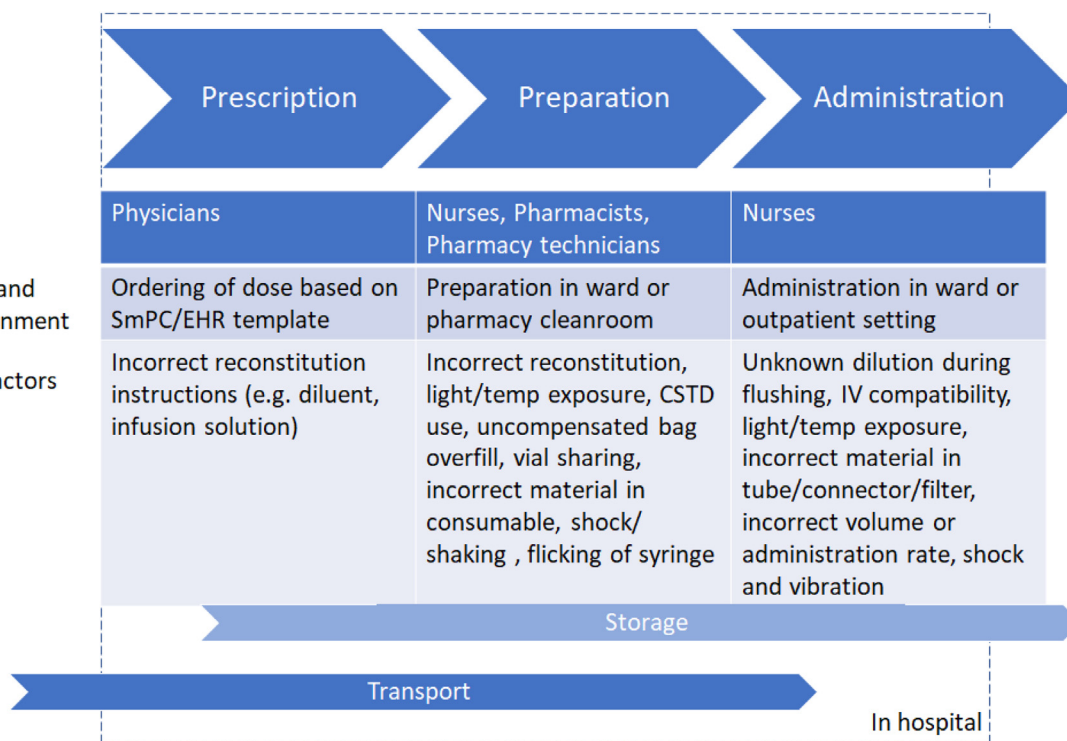 Prescription
Preparation
Administration
Physicians
Nurses, Pharmacists,
Pharmacy technicians
Nurses
and
nment
actors
Ordering of dose based on
SmPC/EHR template
Preparation in ward or
pharmacy cleanroom
Administration in ward or
outpatient setting
Incorrect reconstitution
instructions (e.g. diluent,
infusion solution)
Incorrect reconstitution,
light/temp exposure, CSTD
use, uncompensated bag
overfill, vial sharing,
incorrect material in
consumable, shock/
shaking , flicking of syringe
Unknown dilution during
flushing, IV compatibility,
light/temp exposure,
incorrect material in
tube/connector/filter,
incorrect volume or
administration rate, shock
and vibration
Storage
Transport
In hospital